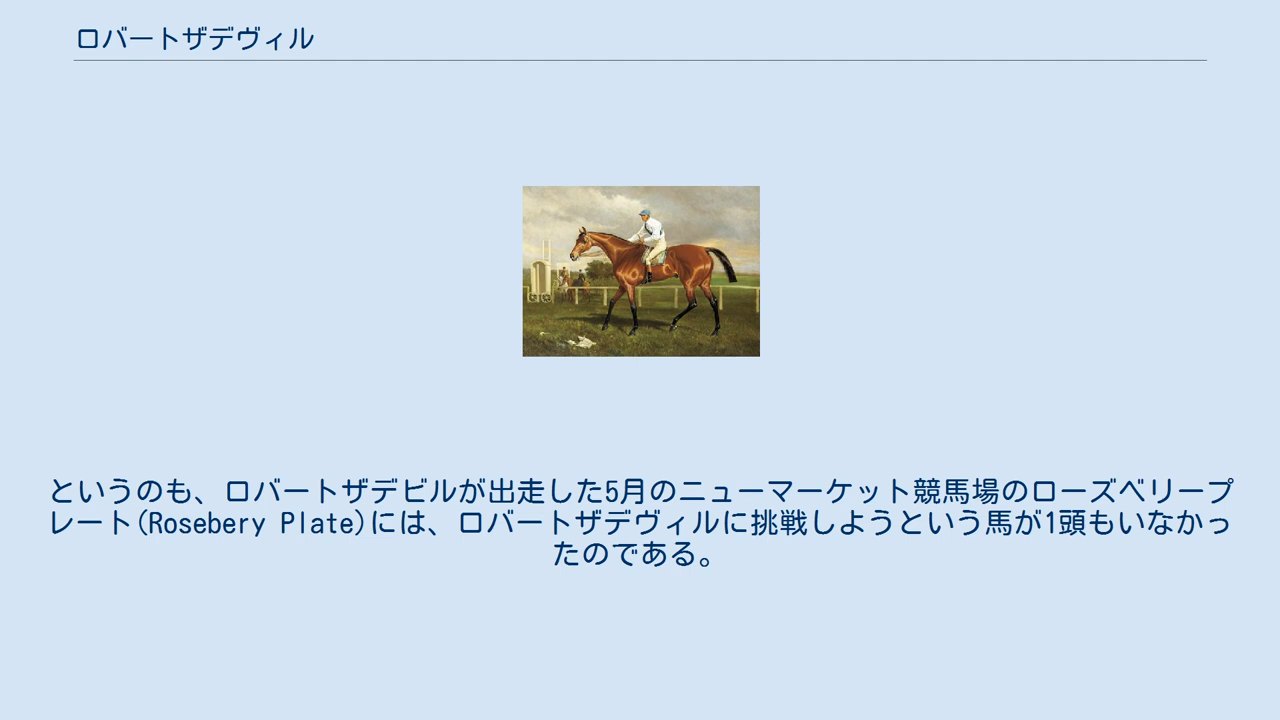 ロバートザデヴィル
というのも、ロバートザデビルが出走した5月のニューマーケット競馬場のローズベリープ
レート(Rosebery Plate)には、ロバートザデヴィルに挑戦しようという馬が1頭もいなかっ
たのである。